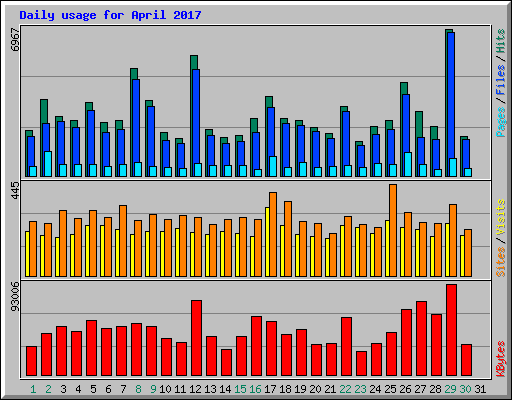 Daily usage for April 2017
6967
Pages / Files / Hits
445
Sites / Visits
93006
KBytes
1 2 3 4 5 6 7 8 9 10 11 12 13 14 15 16 17 18 19 20 21 22 23 24 25 26 27 28 29 30 31